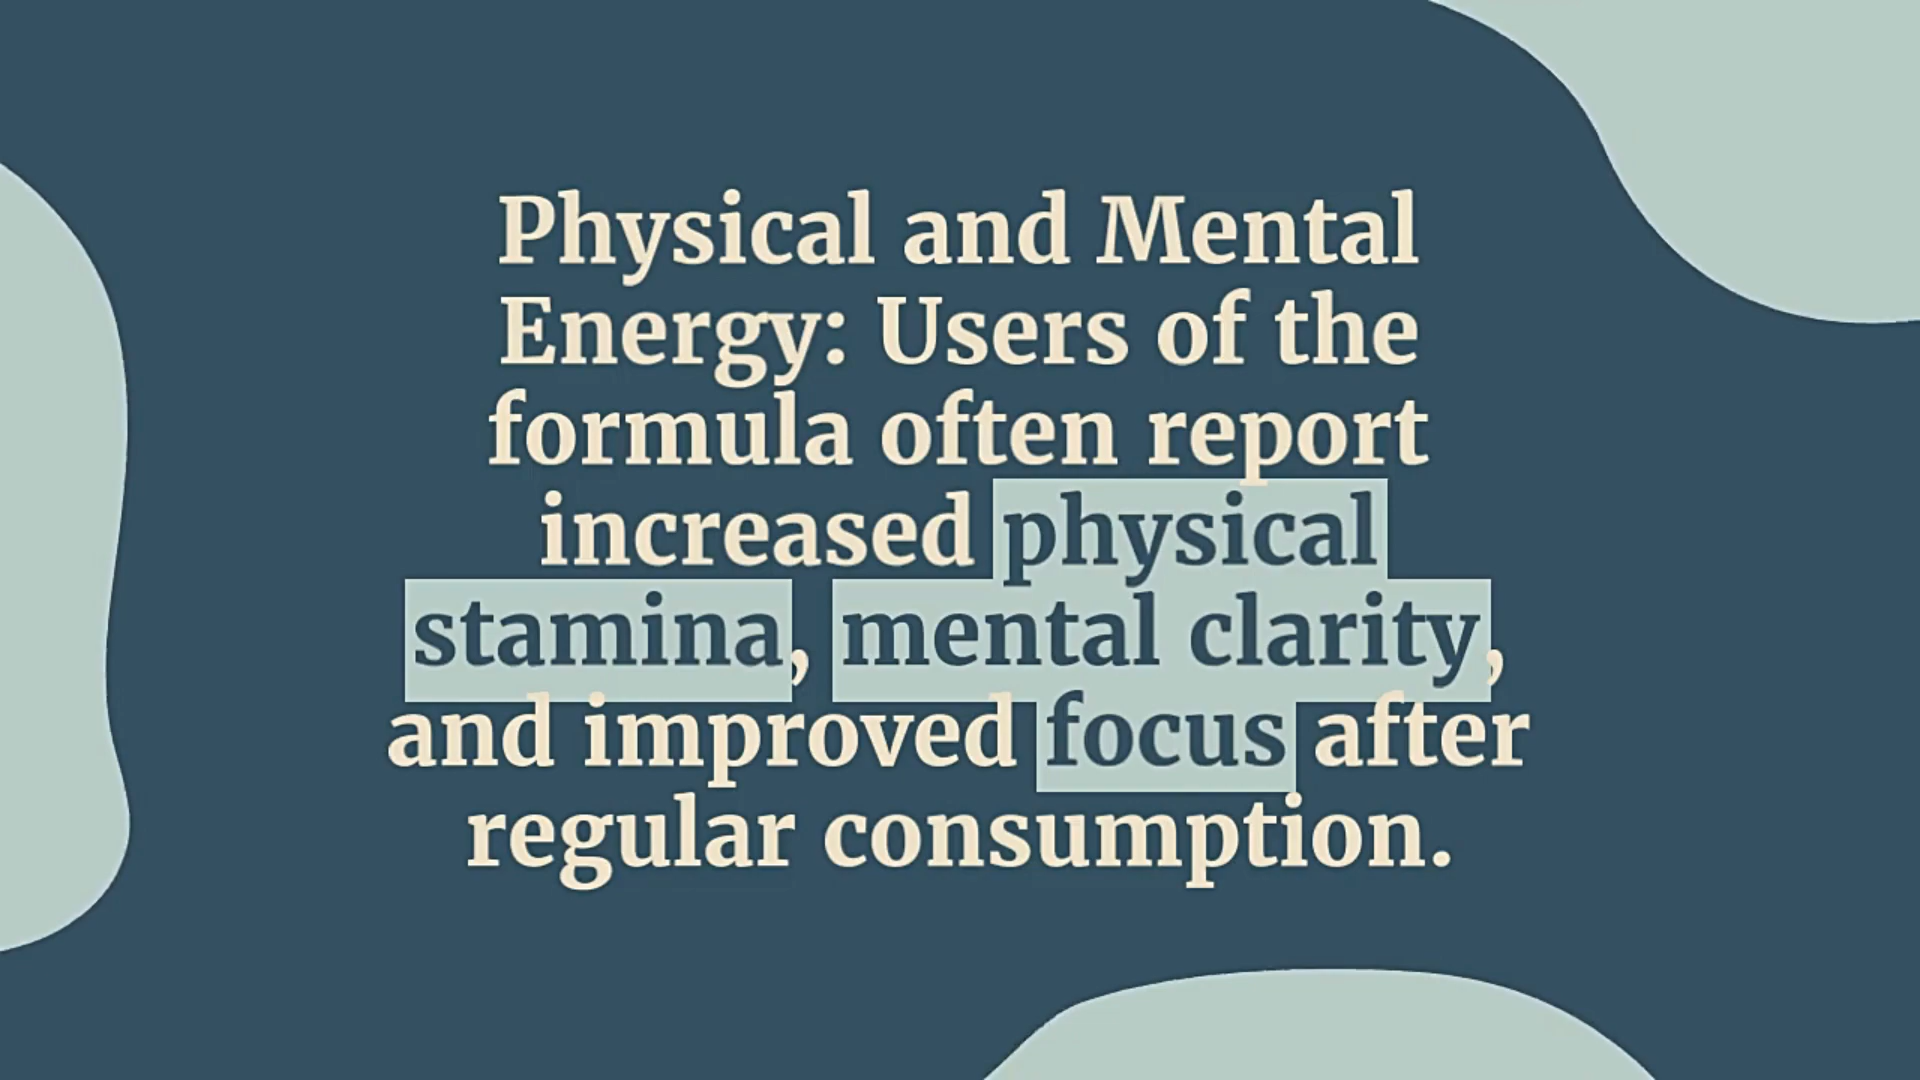 Physical and Mental
Energy: Users of the
formula often report
increased physical
stamina, mental clarity,
and improved focus after
regular consumption.